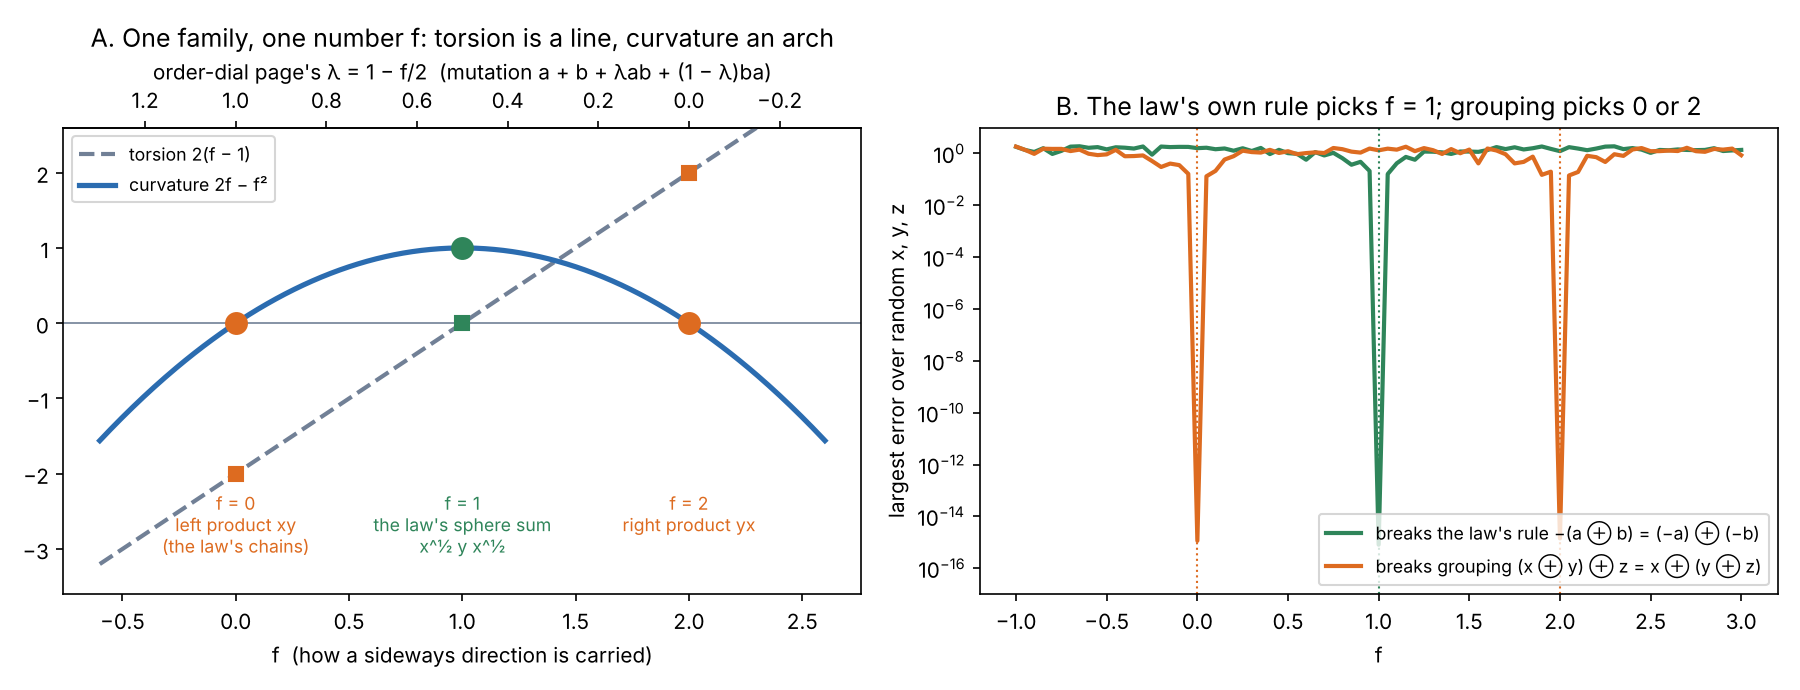 A. One family, one number f: torsion is a line, curvature an arch
order-dial page's λ = 1 − f/2 (mutation a + b + λab + (1 − λ)ba)
1.2 1.0 0.8 0.6 0.4 0.2 0.0 −0.2
torsion 2(f − 1)
curvature 2f − f²
2
1
0
−1
−2
−3
f = 0
left product xy
(the law's chains)
f = 1
the law's sphere sum
x^½ y x^½
f = 2
right product yx
−0.5 0.0 0.5 1.0 1.5 2.0 2.5
f (how a sideways direction is carried)
B. The law's own rule picks f = 1; grouping picks 0 or 2
largest error over random x, y, z
10⁰
10⁻²
10⁻⁴
10⁻⁶
10⁻⁸
10⁻¹⁰
10⁻¹²
10⁻¹⁴
10⁻¹⁶
breaks the law's rule −(a ⊕ b) = (−a) ⊕ (−b)
breaks grouping (x ⊕ y) ⊕ z = x ⊕ (y ⊕ z)
−1.0 −0.5 0.0 0.5 1.0 1.5 2.0 2.5 3.0
f